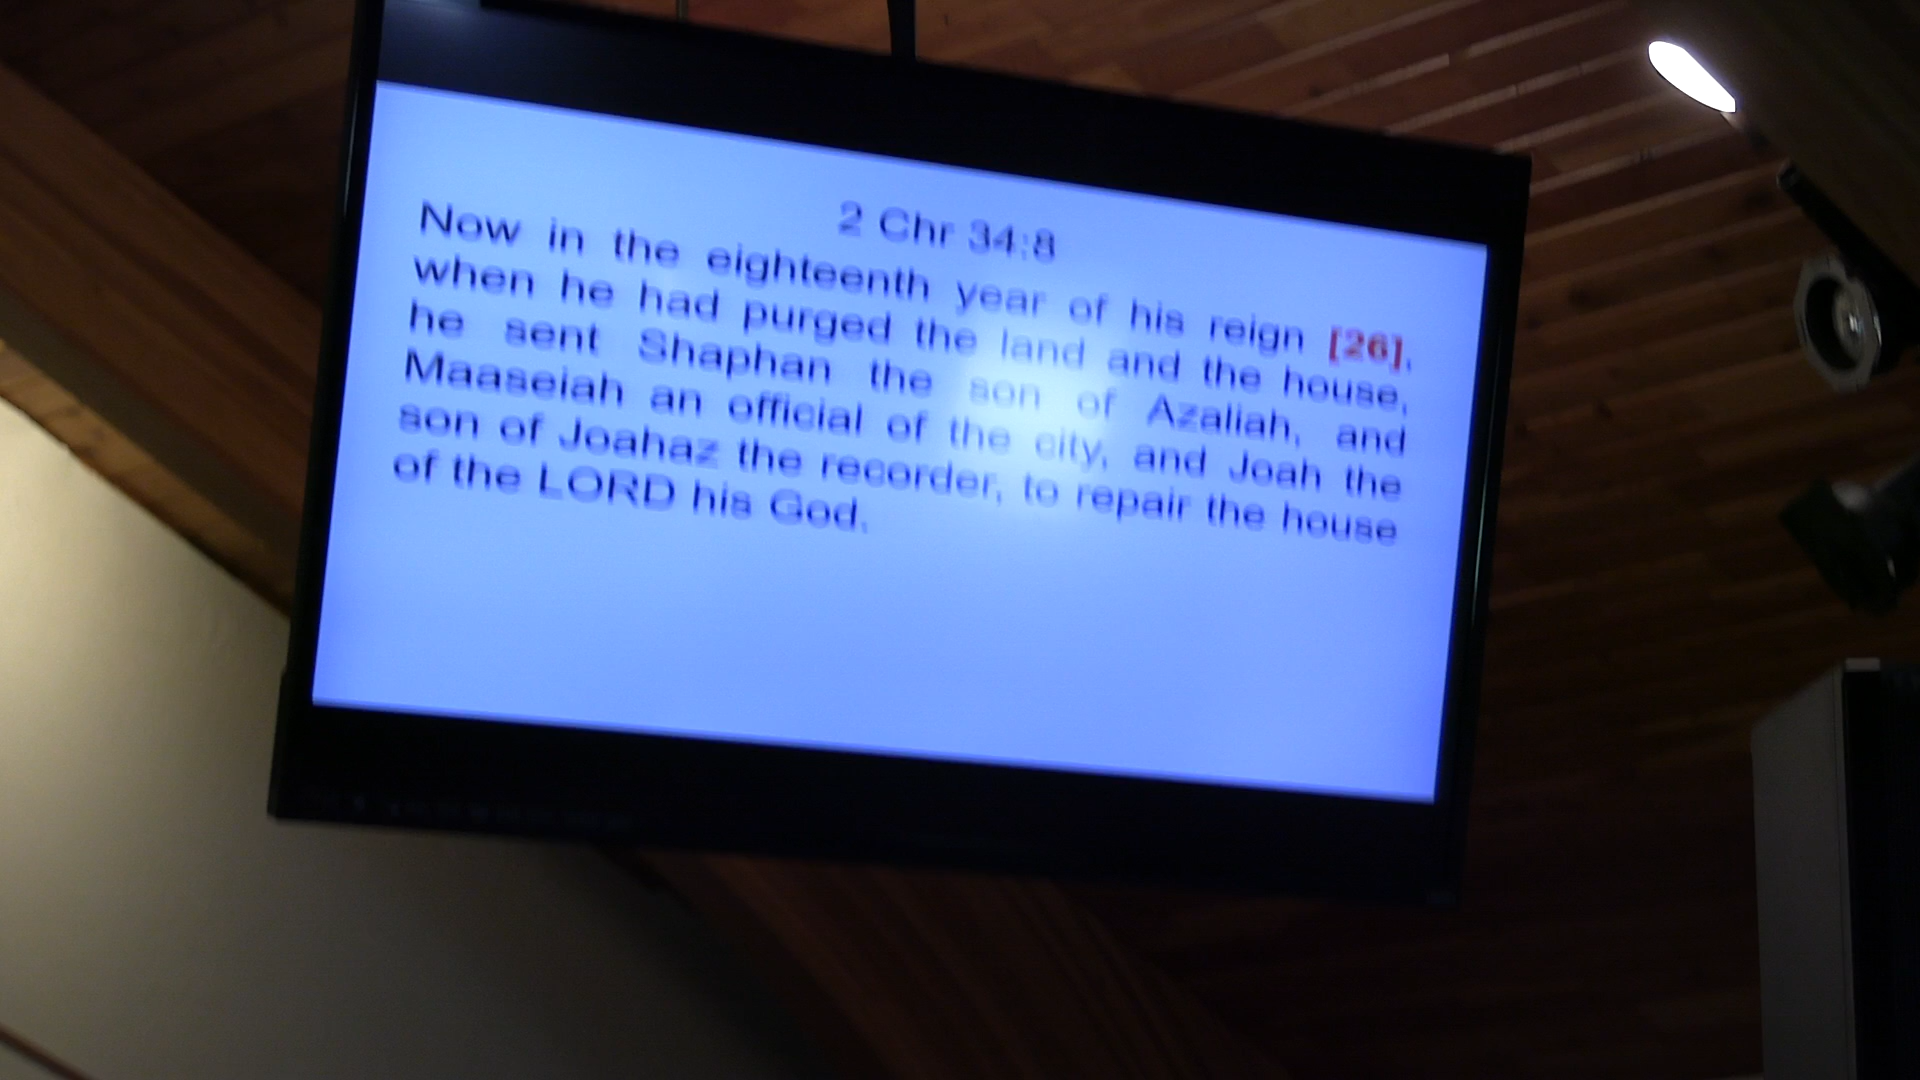 2 Chr 34:8
Now in the eighteenth year of his reign [26],
when he had purged the land and the house,
he sent Shaphan the son of Azaliah, and
Maaseiah an official of the city, and Joah the
son of Joahaz the recorder, to repair the house
of the LORD his God.